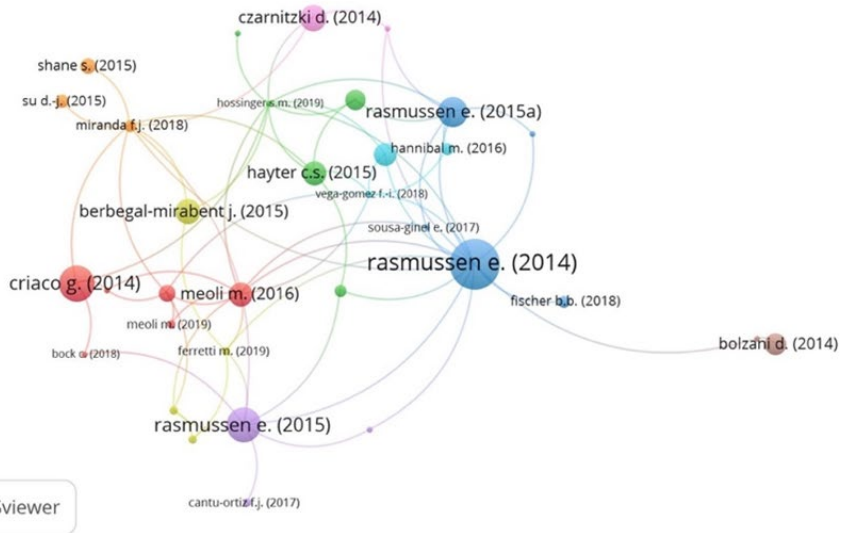 czarnitzki d. (2014)
shane s. (2015)
su d.-j. (2015)
hossinger s.m. (2019)
rasmussen e. (2015a)
miranda f.j. (2018)
hannibal m. (2016)
hayter c.s. (2015)
vega-gomez f.-i. (2018)
berbegal-mirabent j. (2015)
sousa-ginel e. (2017)
rasmussen e. (2014)
criaco g. (2014)
meoli m. (2016)
fischer b.b. (2018)
meoli m. (2019)
bolzani d. (2014)
bock c. (2018)
ferretti m. (2019)
rasmussen e. (2015)
cantu-ortiz f.j. (2017)
viewer